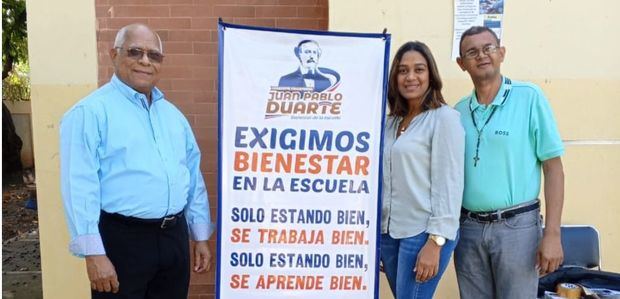 JUAN PABLO
DUARTE
EXIGIMOS
BIENESTAR
EN LA ESCUELA
SOLO ESTANDO BIEN,
SE TRABAJA BIEN.
SOLO ESTANDO BIEN,
SE APRENDE BIEN.
BOSS